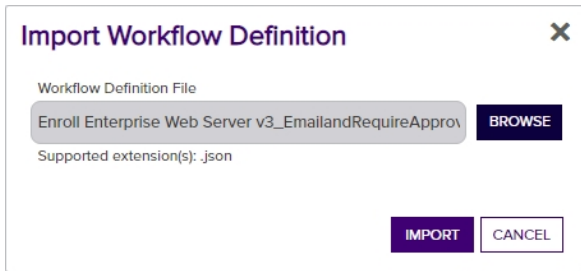 Import Workflow Definition
Workflow Definition File
Enroll Enterprise Web Server v3_EmailandRequireApprov
BROWSE
Supported extension(s): .json
IMPORT
CANCEL